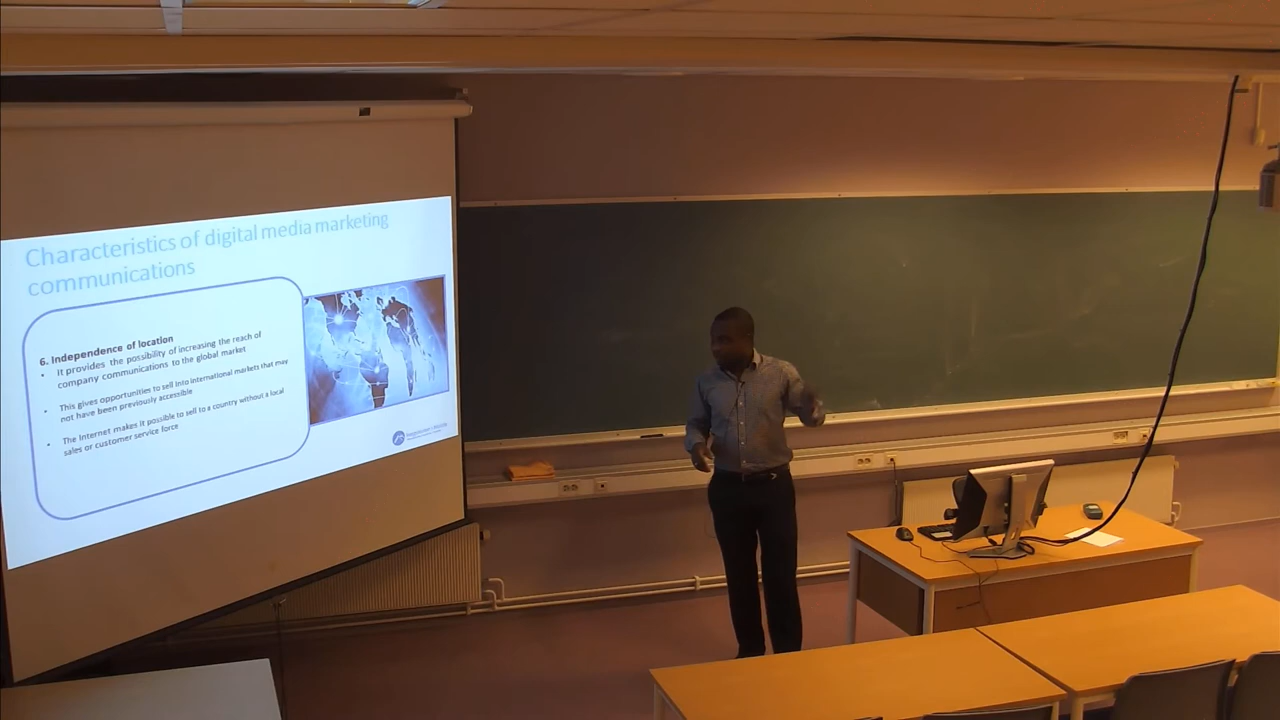 Characteristics of digital media marketing
communications
6. Independence of location
• It provides the possibility of increasing the reach of
company communications to the global market
• This gives opportunities to sell into international markets that may
not have been previously accessible
• The Internet makes it possible to sell to a country without a local
sales or customer service force